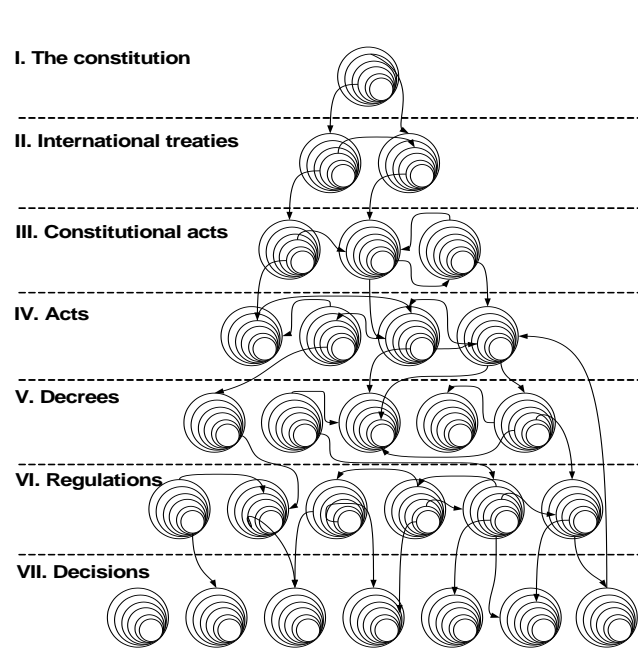 I. The constitution
II. International treaties
III. Constitutional acts
IV. Acts
V. Decrees
VI. Regulations
VII. Decisions